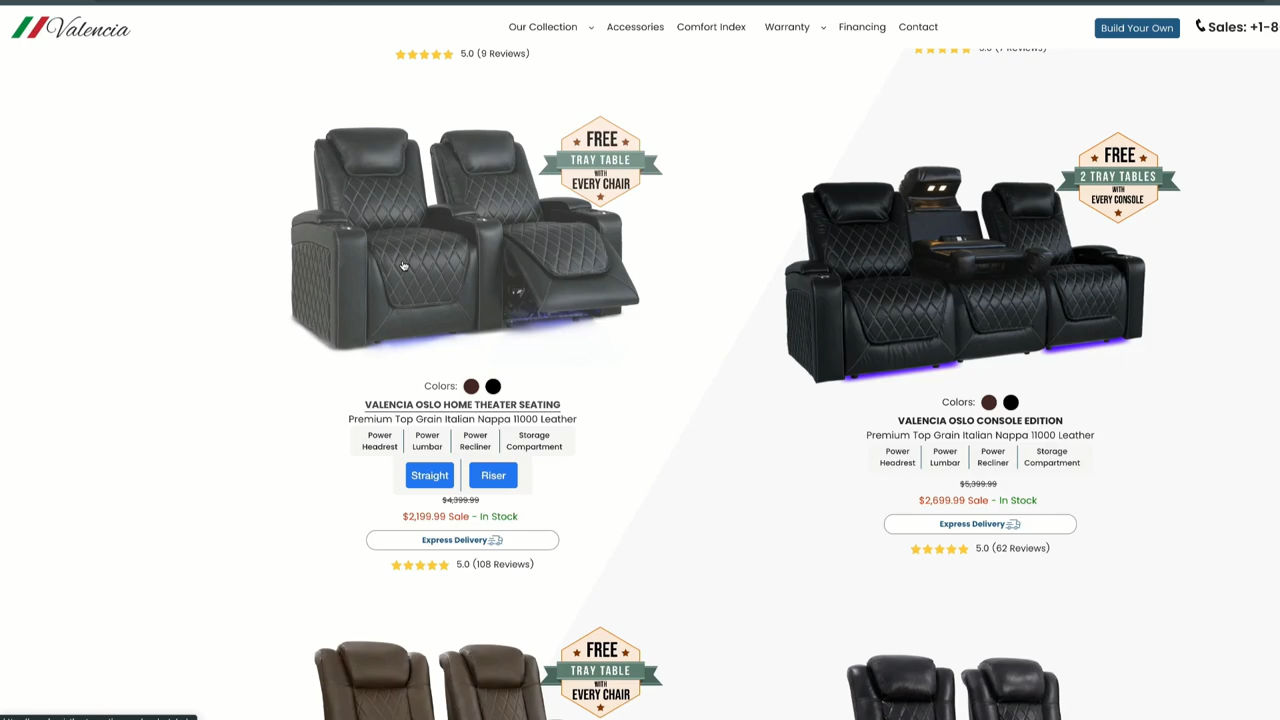 Valencia
Our Collection
Accessories
Comfort Index
Warranty
Financing
Contact
Build Your Own
Sales: +1-8
5.0 (9 Reviews)
FREE
TRAY TABLE
WITH
EVERY CHAIR
FREE
2 TRAY TABLES
WITH
EVERY CONSOLE
Colors:
VALENCIA OSLO HOME THEATER SEATING
Premium Top Grain Italian Nappa 11000 Leather
Power Headrest
Power Lumbar
Power Recliner
Storage Compartment
Straight
Riser
$4,399.99
$2,199.99 Sale - In Stock
Express Delivery
5.0 (108 Reviews)
Colors:
VALENCIA OSLO CONSOLE EDITION
Premium Top Grain Italian Nappa 11000 Leather
Power Headrest
Power Lumbar
Power Recliner
Storage Compartment
$5,399.99
$2,699.99 Sale - In Stock
Express Delivery
5.0 (62 Reviews)
FREE
TRAY TABLE
WITH
EVERY CHAIR